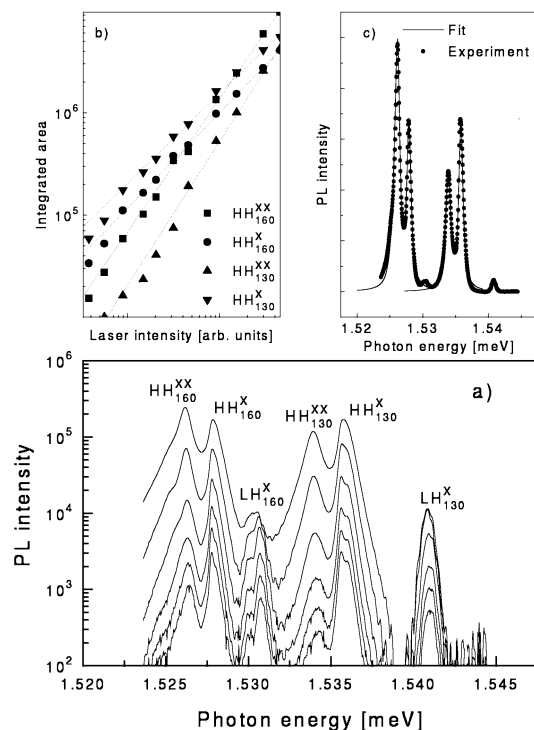 b)
10^6
10^5
Integrated area
HH^XX_160
HH^X_160
HH^XX_130
HH^X_130
Laser intensity [arb. units]
c)
Fit
Experiment
PL intensity
1.52 1.53 1.54
Photon energy [meV]
a)
10^6
10^5
10^4
10^3
10^2
PL intensity
HH^XX_160
HH^X_160
LH^X_160
HH^XX_130
HH^X_130
LH^X_130
1.520 1.525 1.530 1.535 1.540 1.545
Photon energy [meV]